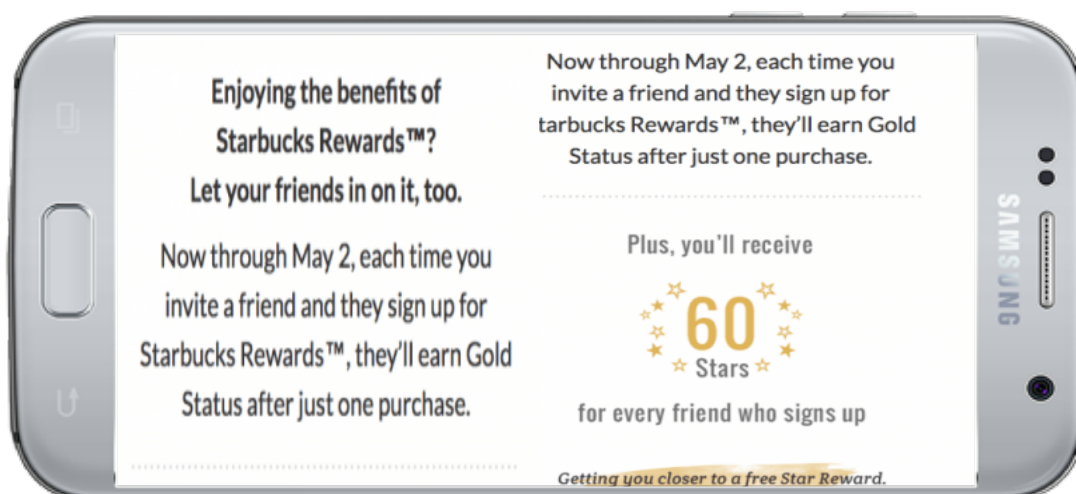 Enjoying the benefits of
Starbucks Rewards™?
Let your friends in on it, too.
Now through May 2, each time you
invite a friend and they sign up for
Starbucks Rewards™, they'll earn Gold
Status after just one purchase.
Now through May 2, each time you
invite a friend and they sign up for
tarbucks Rewards™, they'll earn Gold
Status after just one purchase.
Plus, you'll receive
60
Stars
for every friend who signs up
Getting you closer to a free Star Reward.
SAMSUNG